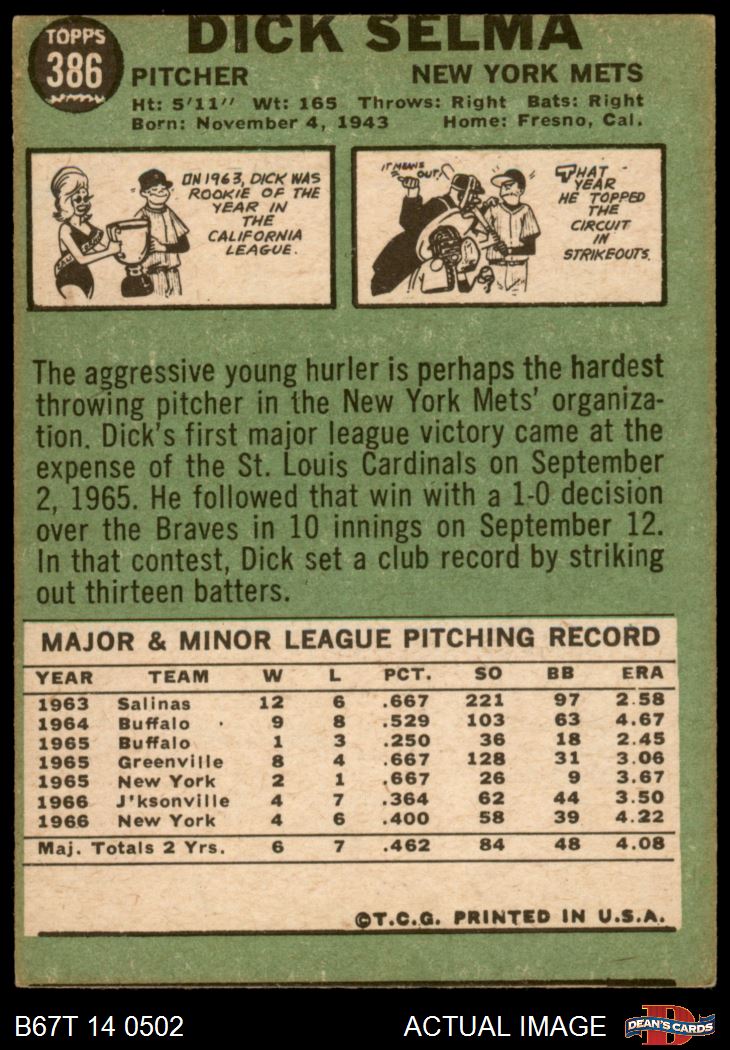 DICK SELMA
TOPPS
386
PITCHER NEW YORK METS
Ht: 5'11" Wt: 165 Throws: Right Bats: Right
Born: November 4, 1943 Home: Fresno, Cal.
IN 1963, DICK WAS
ROOKIE OF THE
YEAR IN
THE
CALIFORNIA
LEAGUE.
IT MEANS
OUT!
THAT
YEAR
HE TOPPED
THE
CIRCUIT
IN
STRIKEOUTS.
The aggressive young hurler is perhaps the hardest
throwing pitcher in the New York Mets' organiza-
tion. Dick's first major league victory came at the
expense of the St. Louis Cardinals on September
2, 1965. He followed that win with a 1-0 decision
over the Braves in 10 innings on September 12.
In that contest, Dick set a club record by striking
out thirteen batters.
MAJOR & MINOR LEAGUE PITCHING RECORD
YEAR TEAM W L PCT. SO BB ERA
1963 Salinas 12 6 .667 221 97 2.58
1964 Buffalo 9 8 .529 103 63 4.67
1965 Buffalo 1 3 .250 36 18 2.45
1965 Greenville 8 4 .667 128 31 3.06
1965 New York 2 1 .667 26 9 3.67
1966 J'ksonville 4 7 .364 62 44 3.50
1966 New York 4 6 .400 58 39 4.22
Maj. Totals 2 Yrs. 6 7 .462 84 48 4.08
©T.C.G. PRINTED IN U.S.A.
B67T 14 0502 ACTUAL IMAGE
DEAN'S CARDS